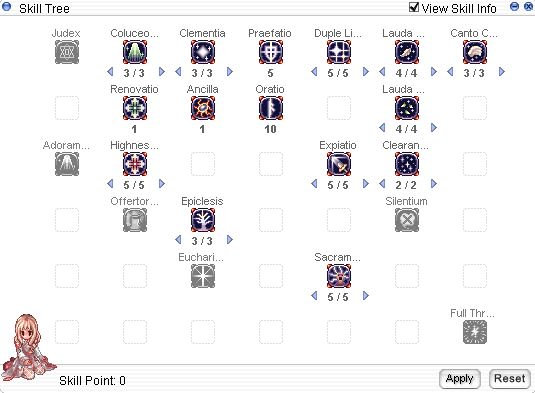 Skill Tree View Skill Info
Judex Coluceo... Clementia Praefatio Duple Li... Lauda ... Canto C...
3 / 3 3 / 3 5 5 / 5 4 / 4 3 / 3
Renovatio Ancilla Oratio Lauda ...
1 1 10 4 / 4
Adoram... Highnes... Expiatio Clearan...
5 / 5 5 / 5 2 / 2
Offertor... Epiclesis Silentium
3 / 3
Euchari... Sacram...
5 / 5
Full Thr...
Skill Point: 0 Apply Reset